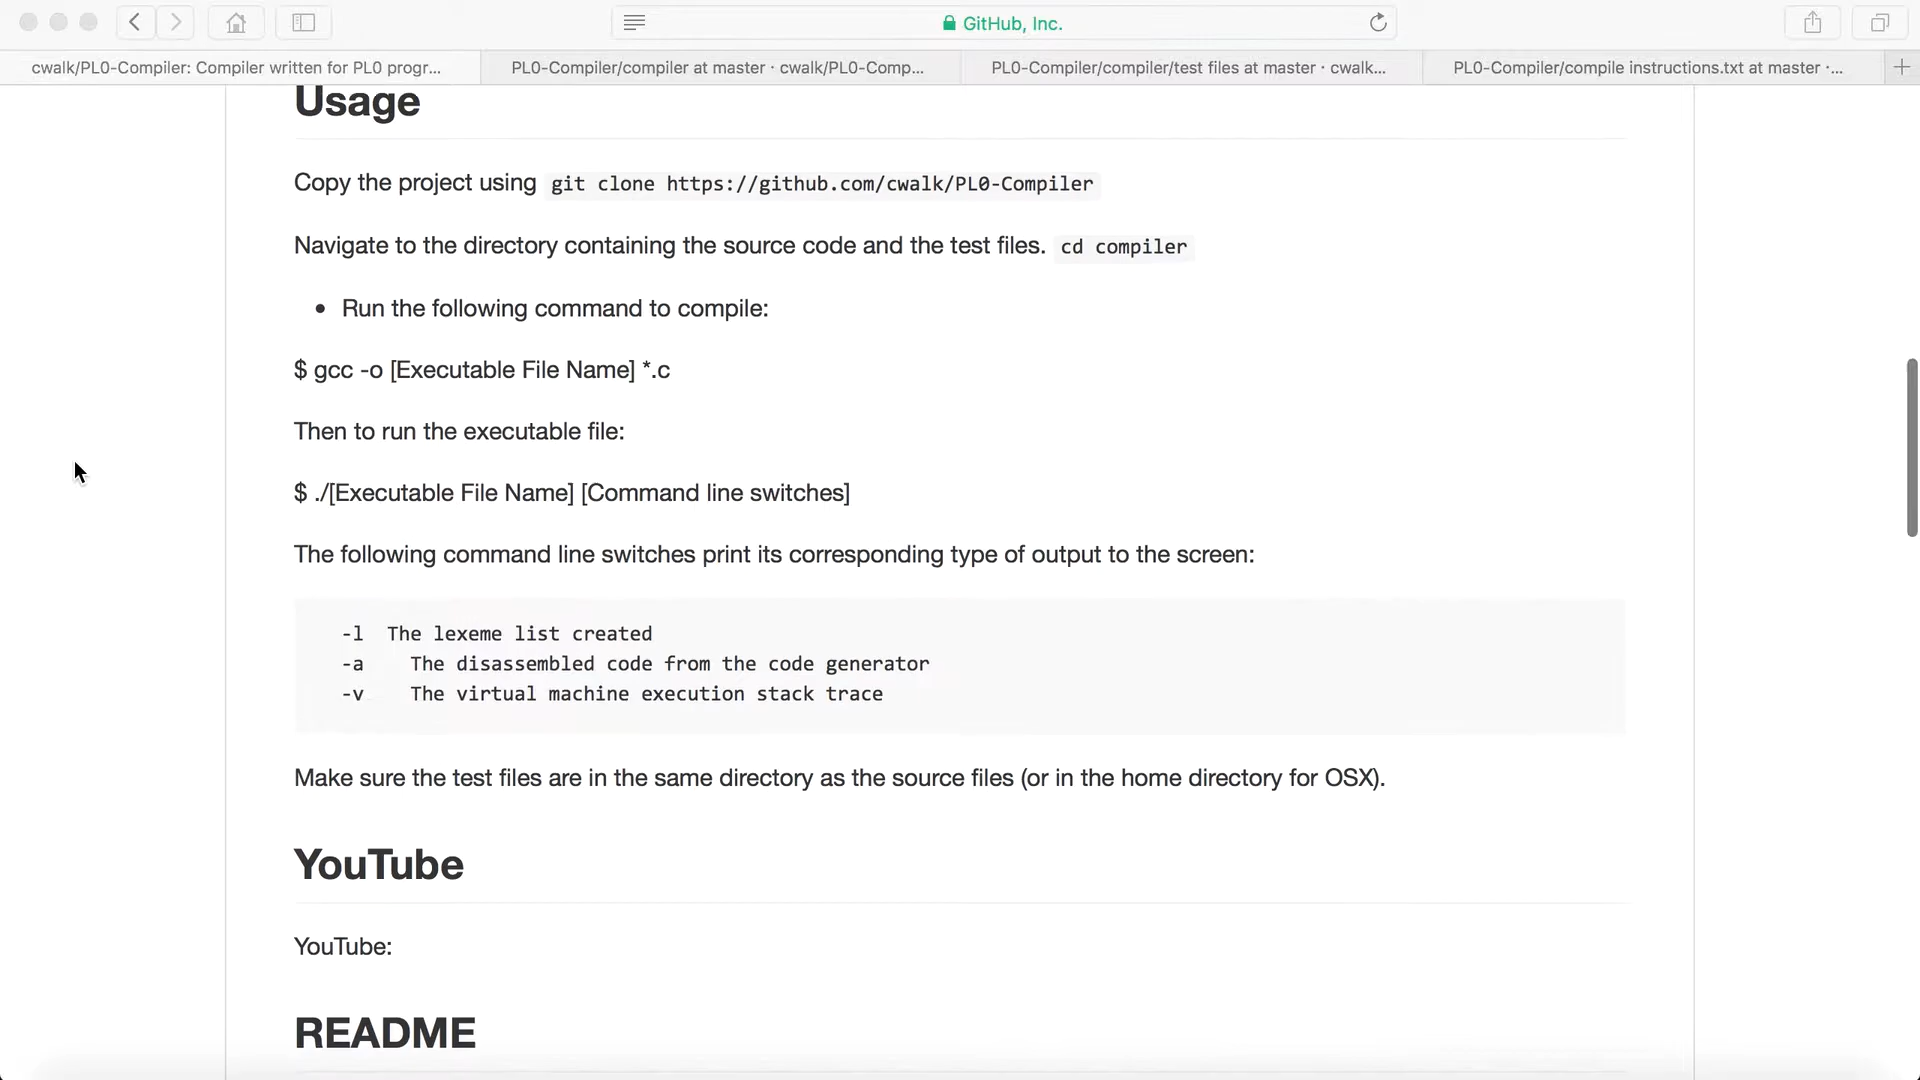 GitHub, Inc.
cwalk/PL0-Compiler: Compiler written for PL0 progr...
PL0-Compiler/compiler at master · cwalk/PL0-Comp...
PL0-Compiler/compiler/test files at master · cwalk...
PL0-Compiler/compile instructions.txt at master ·...
Usage
Copy the project using git clone https://github.com/cwalk/PL0-Compiler
Navigate to the directory containing the source code and the test files. cd compiler
• Run the following command to compile:
$ gcc -o [Executable File Name] *.c
Then to run the executable file:
$ ./[Executable File Name] [Command line switches]
The following command line switches print its corresponding type of output to the screen:
-l  The lexeme list created
-a    The disassembled code from the code generator
-v    The virtual machine execution stack trace
Make sure the test files are in the same directory as the source files (or in the home directory for OSX).
YouTube
YouTube:
README